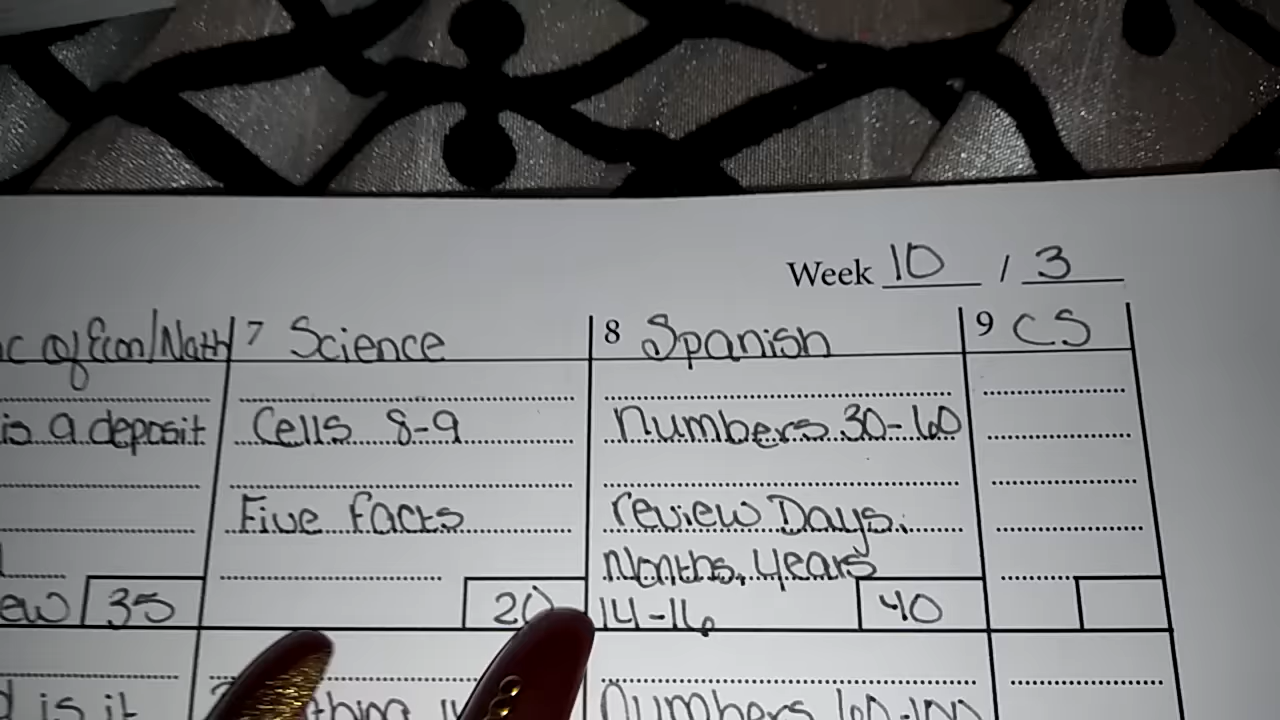 Week 10 / 3
c of Econ/Math 7 Science 8 Spanish 9 CS
is a deposit Cells 8-9 Numbers 30-60
Five facts review Days.
Months, Years
ew 35 20 14-16 40
d is it thing Numbers 60-100